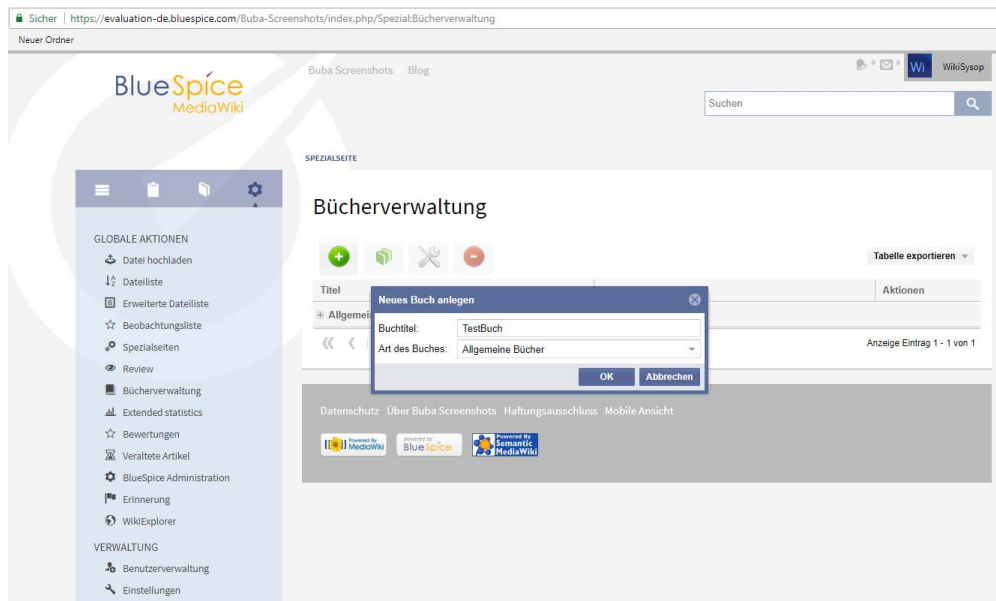 Sicher | https://evaluation-de.bluespice.com/Buba-Screenshots/index.php/Spezial:Bücherverwaltung
Neuer Ordner
BlueSpice
MediaWiki
Buba Screenshots Blog
Wi WikiSysop
Suchen
SPEZIALSEITE
Bücherverwaltung
GLOBALE AKTIONEN
Datei hochladen
Dateiliste
Erweiterte Dateiliste
Beobachtungsliste
Spezialseiten
Review
Bücherverwaltung
Extended statistics
Bewertungen
Veraltete Artikel
BlueSpice Administration
Erinnerung
WikiExplorer
VERWALTUNG
Benutzerverwaltung
Einstellungen
Tabelle exportieren
Titel Aktionen
Allgemei
Neues Buch anlegen
Buchtitel: TestBuch
Art des Buches: Allgemeine Bücher
OK Abbrechen
Anzeige Eintrag 1 - 1 von 1
Datenschutz Über Buba Screenshots Haftungsausschluss Mobile Ansicht
Powered By
MediaWiki
powered by
BlueSpice
Powered By
Semantic
MediaWiki